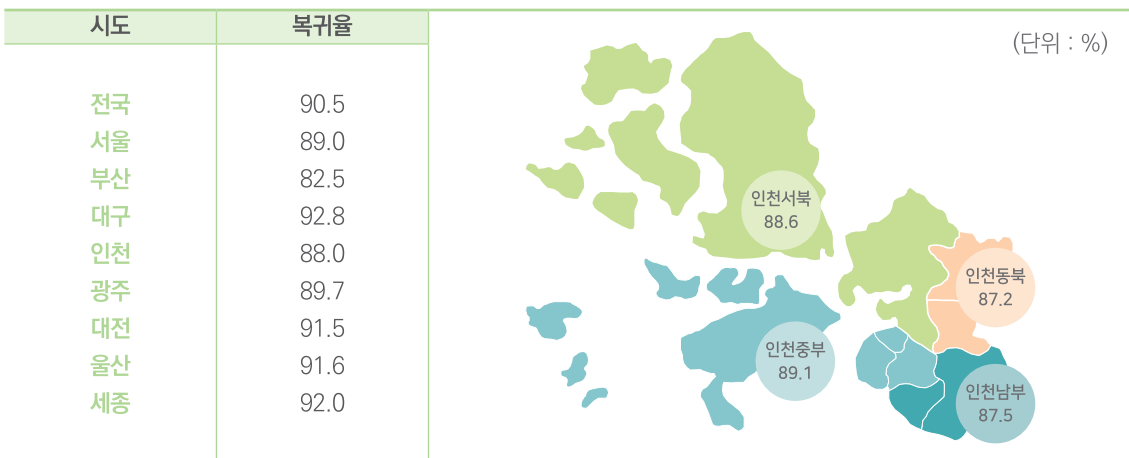 시도 복귀율
(단위 : %)
전국 90.5
서울 89.0
부산 82.5
대구 92.8
인천 88.0
광주 89.7
대전 91.5
울산 91.6
세종 92.0
인천서북
88.6
인천동북
87.2
인천중부
89.1
인천남부
87.5